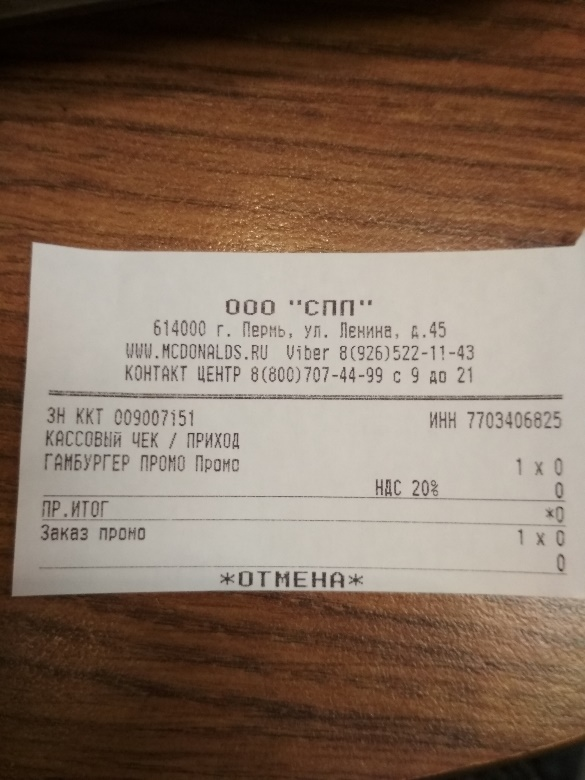 ООО "СПП"
614000 г. Пермь, ул. Ленина, д.45
WWW.MCDONALDS.RU Viber 8(926)522-11-43
КОНТАКТ ЦЕНТР 8(800)707-44-99 с 9 до 21
ЗН ККТ 009007151 ИНН 7703406825
КАССОВЫЙ ЧЕК / ПРИХОД
ГАМБУРГЕР ПРОМО Промо 1 x 0
НДС 20% 0
ПР.ИТОГ *0
Заказ промо 1 x 0
0
*ОТМЕНА*